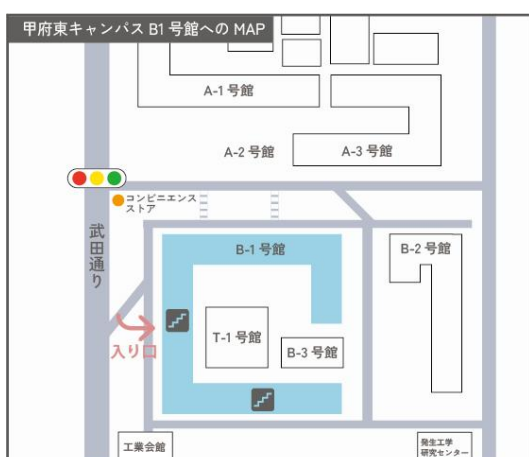 甲府東キャンパス B1 号館への MAP
A-1 号館
A-2 号館
A-3 号館
コンビニエンス
ストア
武田通り
B-1 号館
B-2 号館
T-1 号館
B-3 号館
入り口
工業会館
発生工学
研究センター